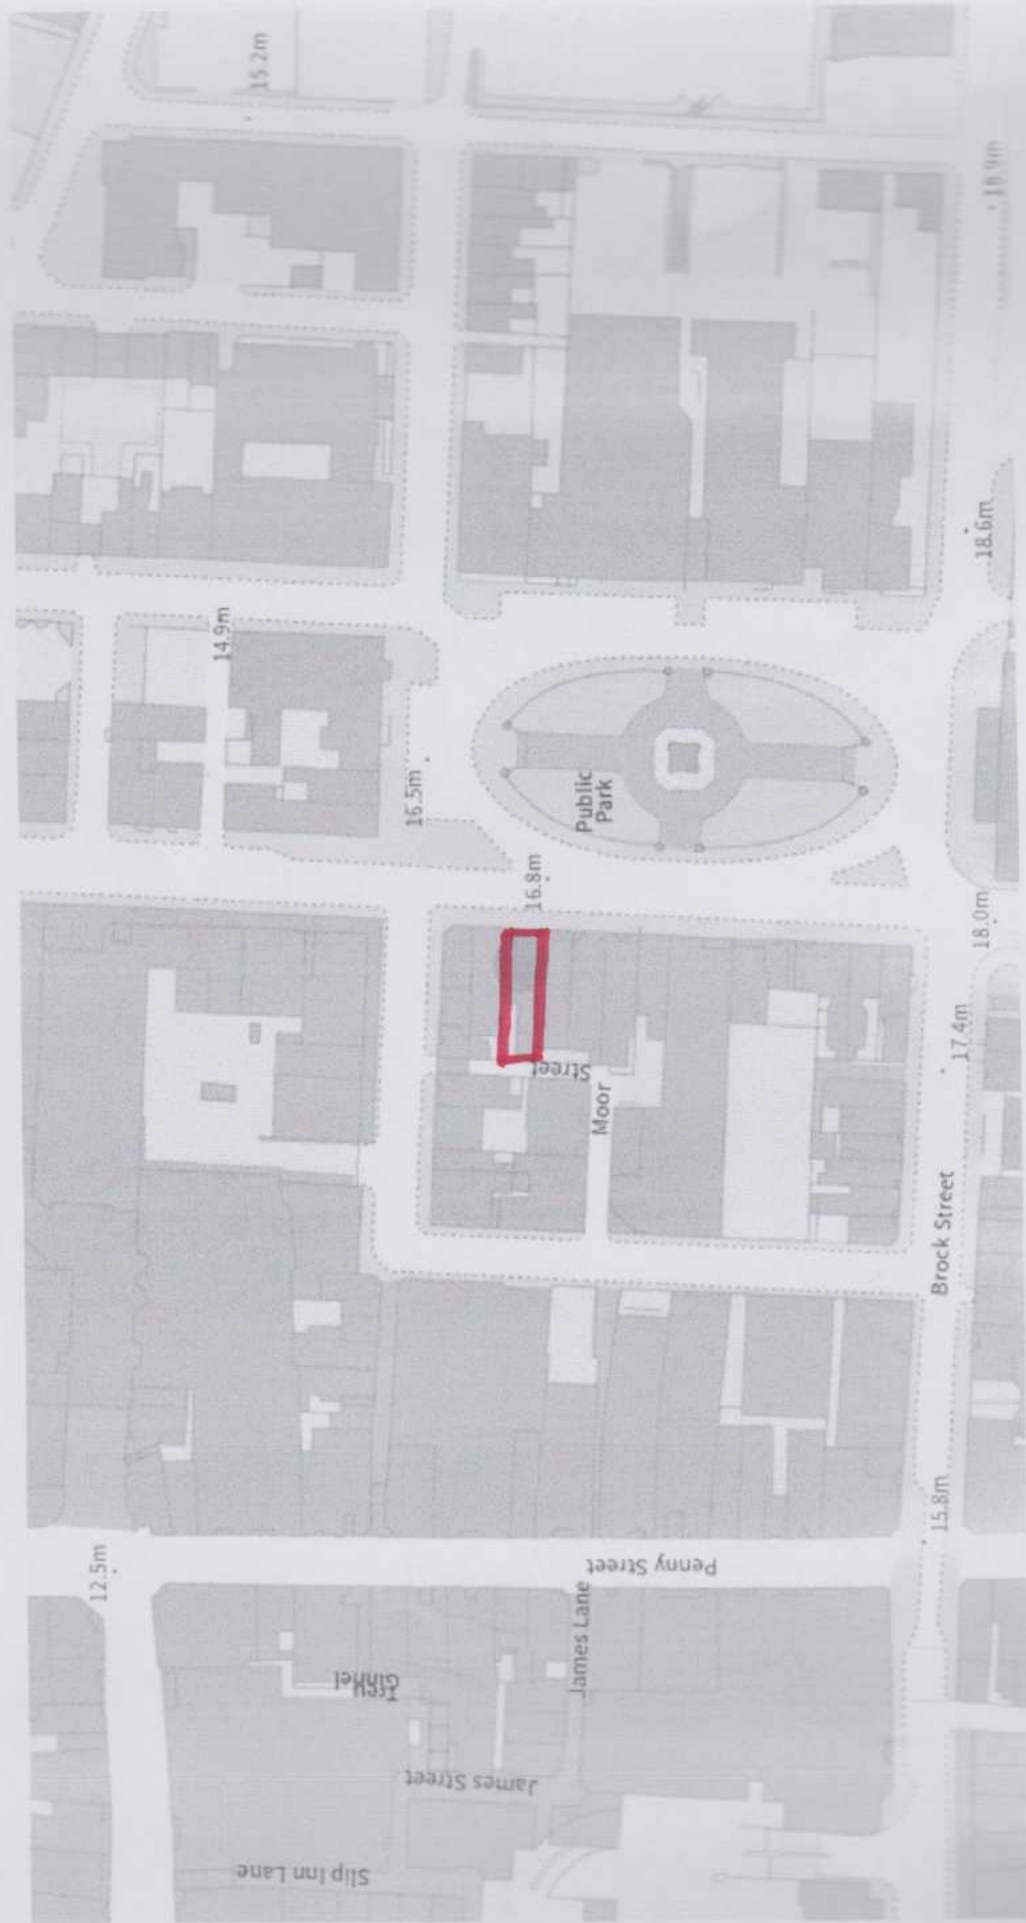 15.2m
18.9m
18.6m
14.9m
16.5m
Public
Park
16.8m
18.0m
17.4m
Street
Moor
Brock Street
15.8m
12.5m
Penny Street
James Lane
Ginnel
James Street
Slip Inn Lane